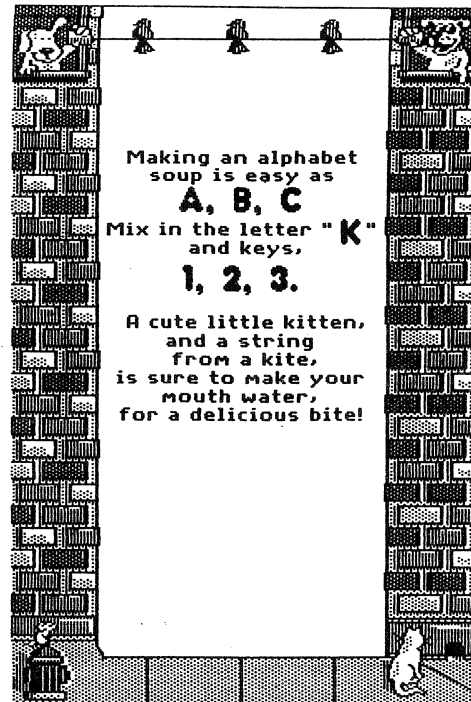 Making an alphabet
soup is easy as
A, B, C
Mix in the letter "K"
and keys,
1, 2, 3.
A cute little kitten,
and a string
from a kite,
is sure to make your
mouth water,
for a delicious bite!